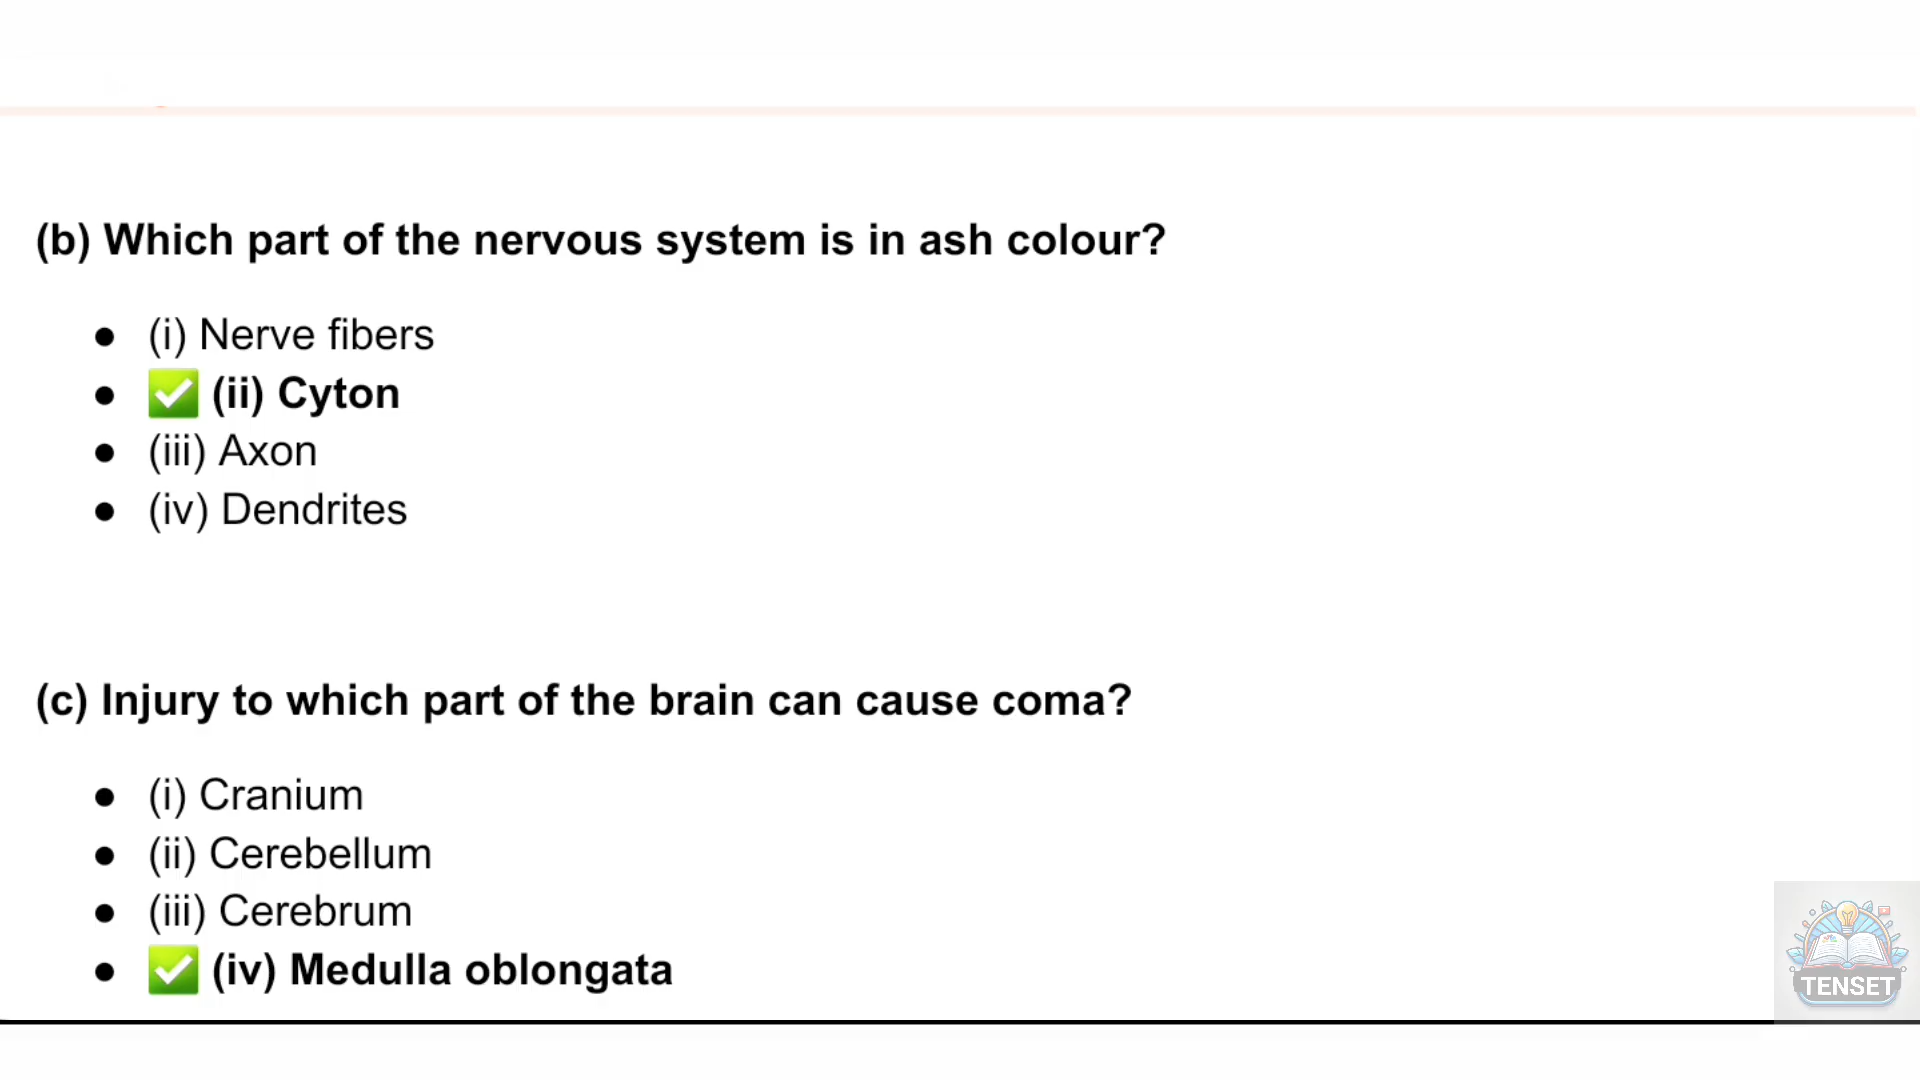 (b) Which part of the nervous system is in ash colour?
● (i) Nerve fibers
● ✅ (ii) Cyton
● (iii) Axon
● (iv) Dendrites
(c) Injury to which part of the brain can cause coma?
● (i) Cranium
● (ii) Cerebellum
● (iii) Cerebrum
● ✅ (iv) Medulla oblongata
TENSET